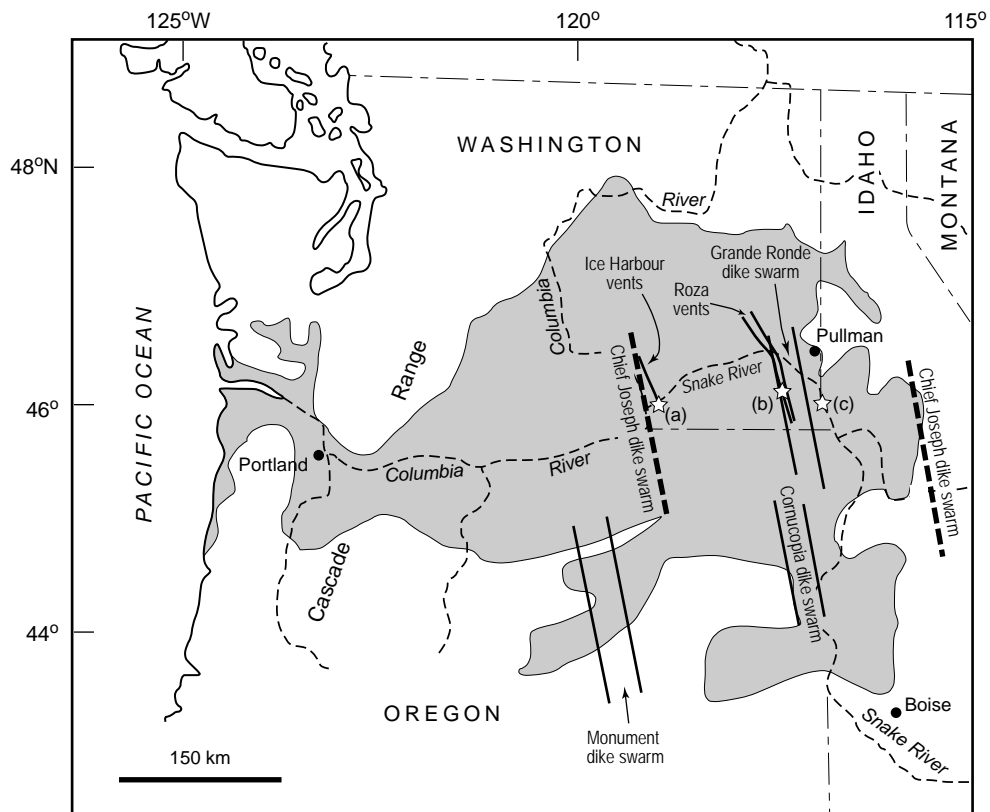 125°W
120°
115°
WASHINGTON
48°N
IDAHO
MONTANA
River
Columbia
Ice Harbour
vents
Grande Ronde
dike swarm
Roza
vents
Pullman
PACIFIC OCEAN
Range
Chief Joseph dike swarm
Snake River
46°
(a)
(b)
(c)
Chief Joseph dike swarm
Portland
Columbia
River
Cornucopia dike swarm
Cascade
44°
OREGON
Boise
Snake River
Monument
dike swarm
150 km